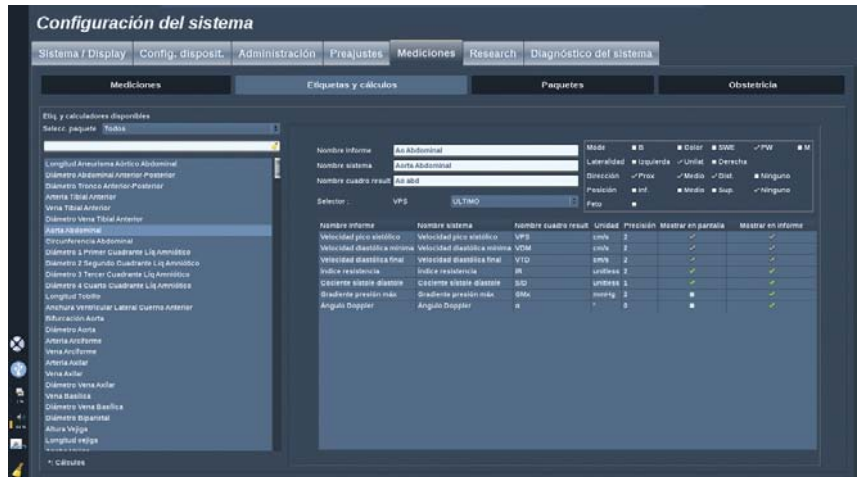 Configuración del sistema
Sistema / Display Config. disposit. Administración Preajustes Mediciones Research Diagnóstico del sistema
Mediciones Etiquetas y cálculos Paquetes Obstetricia
Etiq. y calculadores disponibles
Selecc. paquete Todos
Longitud Aneurisma Aórtico Abdominal
Diámetro Abdominal Anterior-Posterior
Diámetro Tronco Anterior-Posterior
Arteria Tibial Anterior
Vena Tibial Anterior
Diámetro Vena Tibial Anterior
Aorta Abdominal
Circunferencia Abdominal
Diámetro 1 Primer Cuadrante Líq Amniótico
Diámetro 2 Segundo Cuadrante Líq Amniótico
Diámetro 3 Tercer Cuadrante Líq Amniótico
Diámetro 4 Cuarto Cuadrante Líq Amniótico
Longitud Tobillo
Anchura Ventricular Lateral Cuerno Anterior
Bifurcación Aorta
Diámetro Aorta
Arteria Arciforme
Vena Arciforme
Arteria Axilar
Vena Axilar
Diámetro Vena Axilar
Vena Basílica
Diámetro Vena Basílica
Diámetro Biparietal
Altura Vejiga
Longitud vejiga
*: Cálculos
Nombre informe Ao Abdominal
Nombre sistema Aorta Abdominal
Nombre cuadro result Ao abd
Selector : VPS ÚLTIMO
Modo B Color SWE PW M
Lateralidad Izquierda Unilat Derecha
Dirección Prox Medio Dist. Ninguno
Posición Inf. Medio Sup. Ninguno
Feto
Nombre informe Nombre sistema Nombre cuadro result Unidad Precisión Mostrar en pantalla Mostrar en informe
Velocidad pico sistólico Velocidad pico sistólico VPS cm/s 2
Velocidad diastólica mínima Velocidad diastólica mínima VDM cm/s 2
Velocidad diastólica final Velocidad diastólica final VTD cm/s 2
Índice resistencia Índice resistencia IR unitless 2
Cociente sístole diástole Cociente sístole diástole S/D unitless 1
Gradiente presión máx Gradiente presión máx GMx mmHg 2
Ángulo Doppler Ángulo Doppler α ° 0